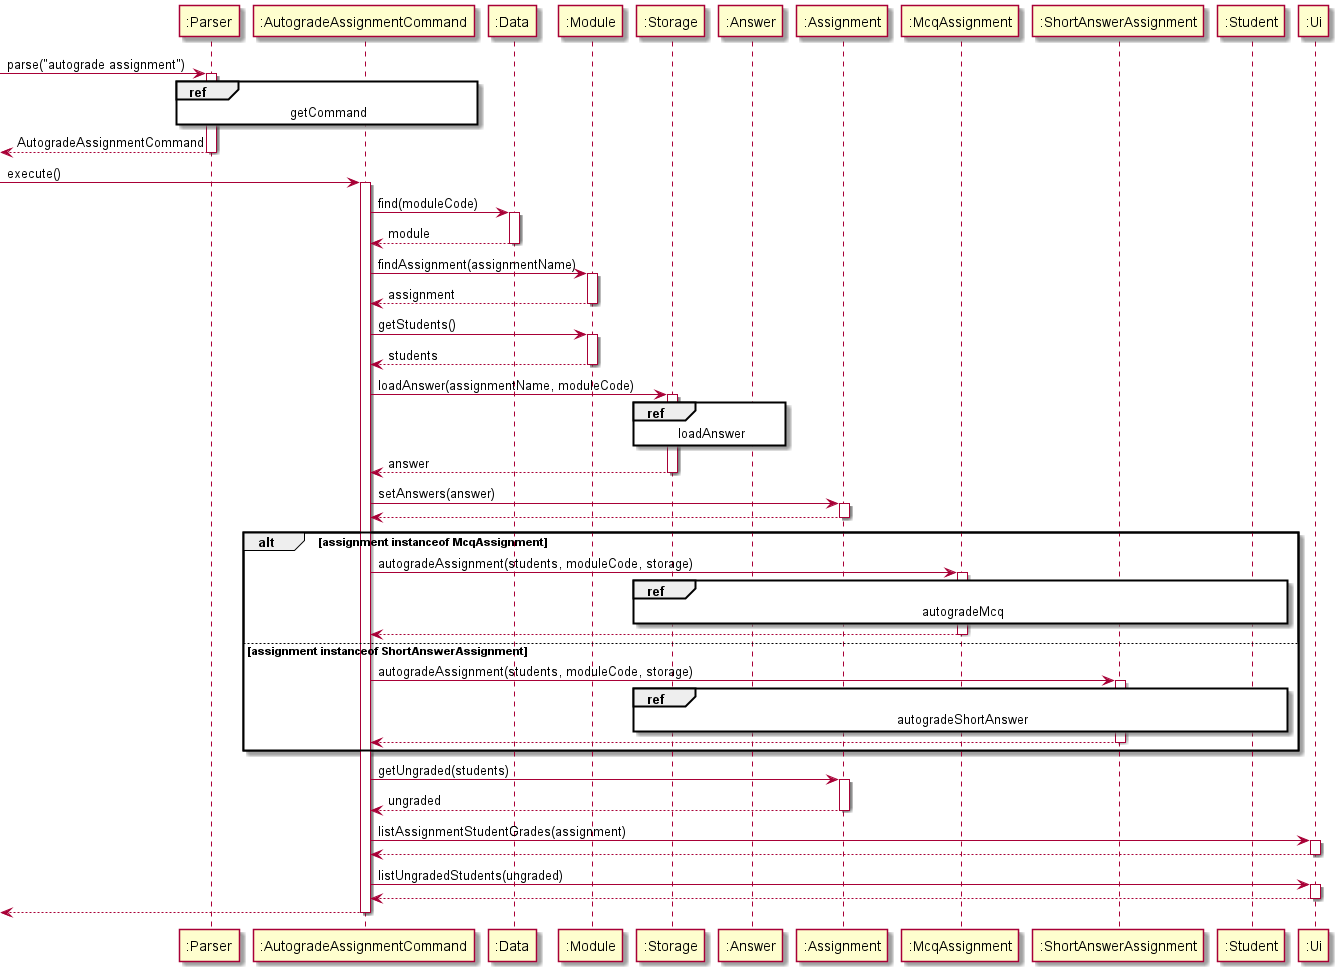 :Parser :AutogradeAssignmentCommand :Data :Module :Storage :Answer :Assignment :McqAssignment :ShortAnswerAssignment :Student :Ui
parse("autograde assignment")
ref
getCommand
AutogradeAssignmentCommand
execute()
find(moduleCode)
module
findAssignment(assignmentName)
assignment
getStudents()
students
loadAnswer(assignmentName, moduleCode)
ref
loadAnswer
answer
setAnswers(answer)
alt [assignment instanceof McqAssignment]
autogradeAssignment(students, moduleCode, storage)
ref
autogradeMcq
[assignment instanceof ShortAnswerAssignment]
autogradeAssignment(students, moduleCode, storage)
ref
autogradeShortAnswer
getUngraded(students)
ungraded
listAssignmentStudentGrades(assignment)
listUngradedStudents(ungraded)
:Parser :AutogradeAssignmentCommand :Data :Module :Storage :Answer :Assignment :McqAssignment :ShortAnswerAssignment :Student :Ui